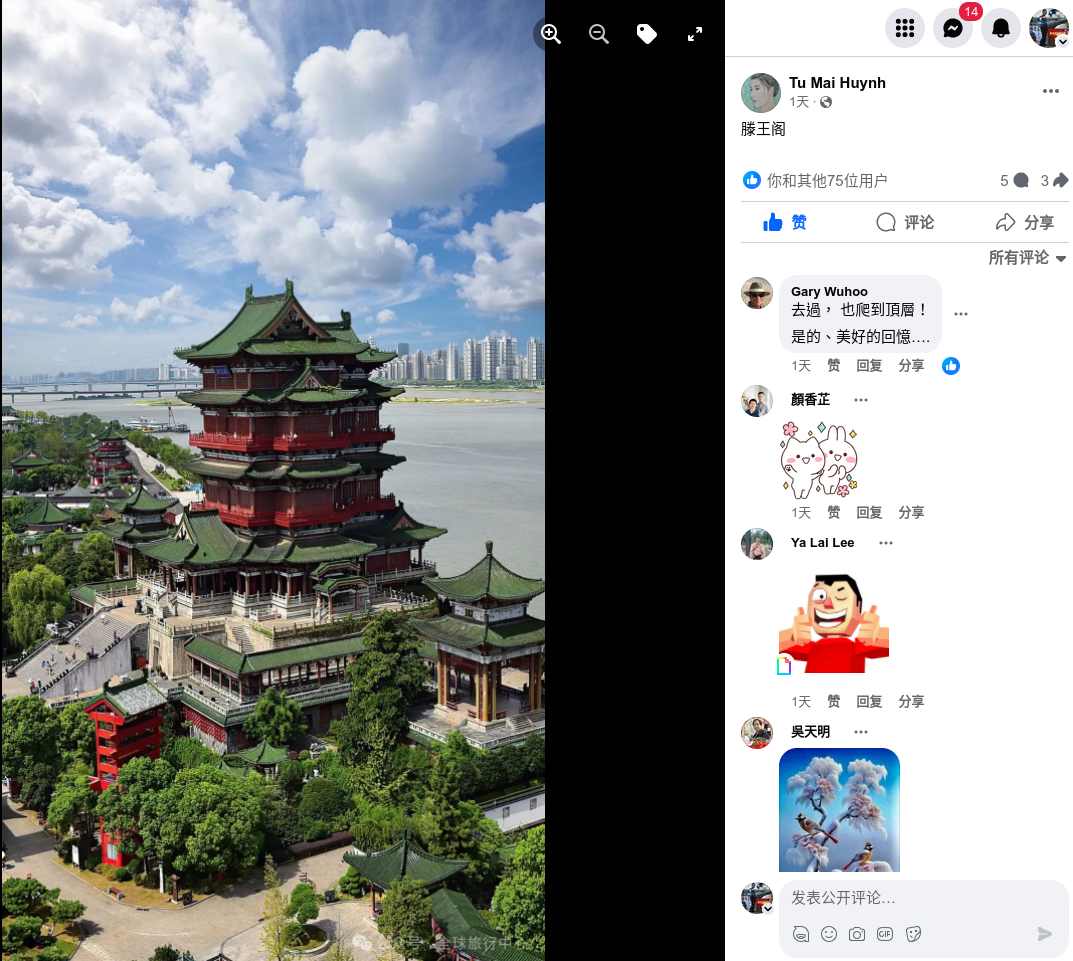 14
Tu Mai Huynh
1天 ·
滕王阁
你和其他75位用户
5
3
赞
评论
分享
所有评论
Gary Wuhoo
去過， 也爬到頂層！
是的、美好的回憶….
1天 赞 回复 分享
顏香芷
1天 赞 回复 分享
Ya Lai Lee
1天 赞 回复 分享
吳天明
发表公开评论…
GIF
公众号 · 全球旅行中心